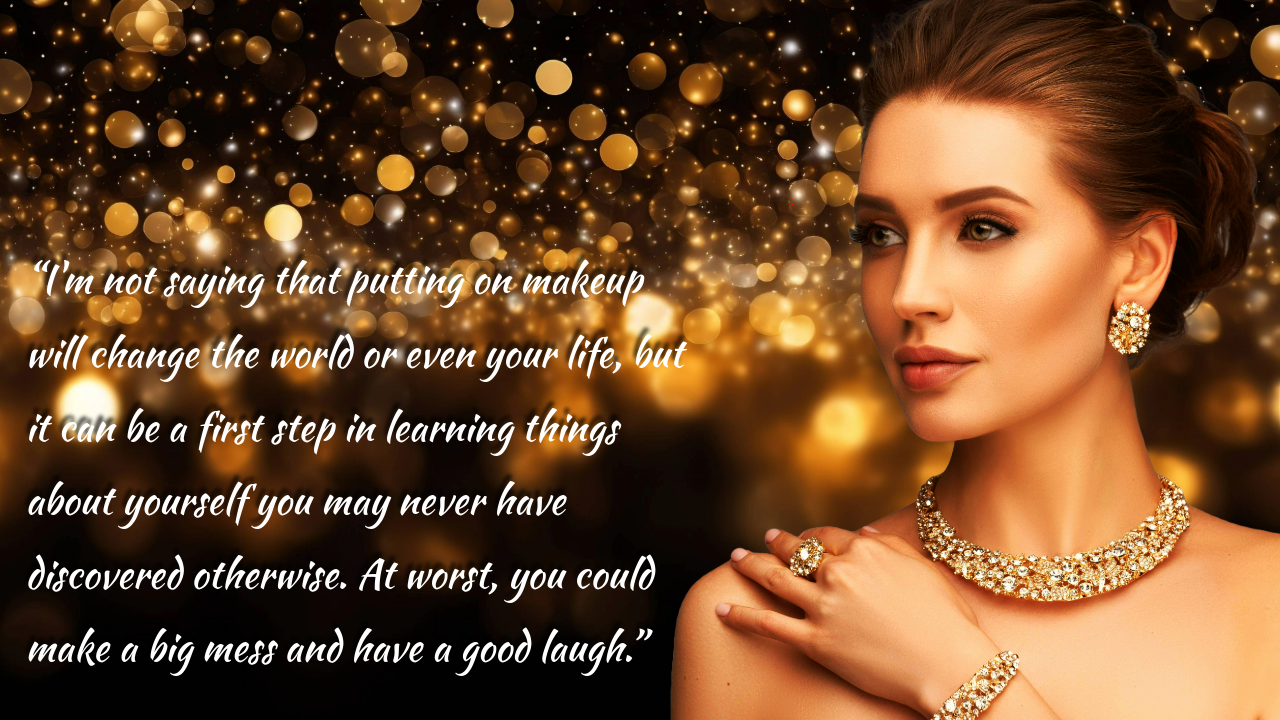 “I'm not saying that putting on makeup
will change the world or even your life, but
it can be a first step in learning things
about yourself you may never have
discovered otherwise. At worst, you could
make a big mess and have a good laugh.”